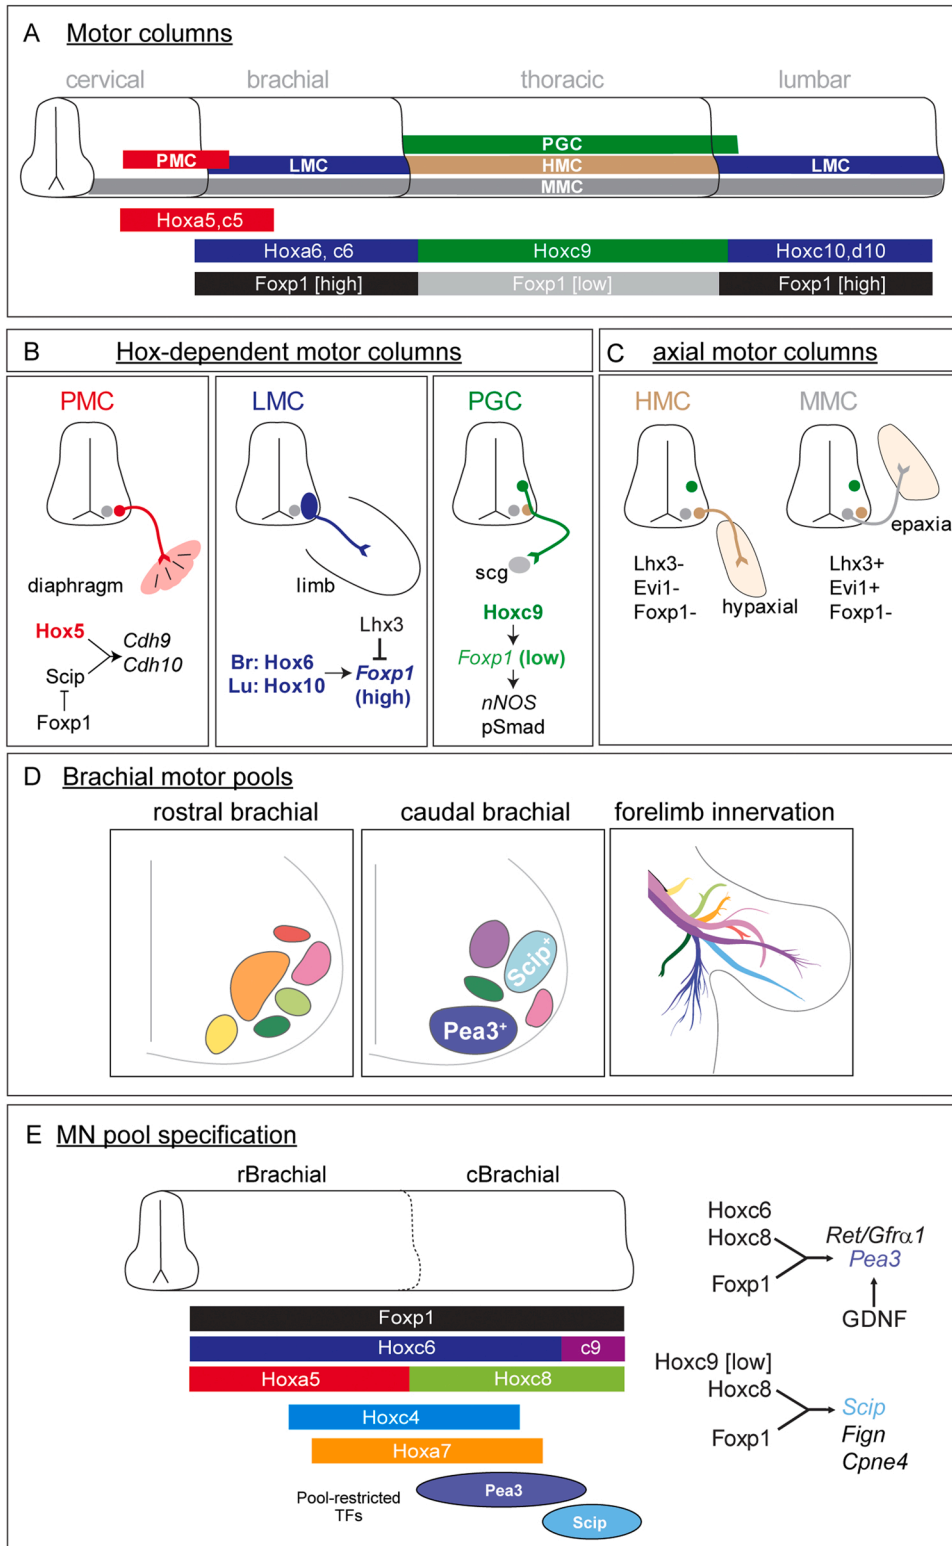 A Motor columns
cervical brachial thoracic lumbar
PGC
PMC LMC HMC LMC
MMC
Hoxa5,c5
Hoxa6, c6 Hoxc9 Hoxc10,d10
Foxp1 [high] Foxp1 [low] Foxp1 [high]
B Hox-dependent motor columns
PMC
diaphragm
Hox5
Cdh9
Cdh10
Scip
Foxp1
LMC
limb
Lhx3
Br: Hox6
Lu: Hox10
Foxp1
(high)
PGC
scg
Hoxc9
Foxp1 (low)
nNOS
pSmad
C axial motor columns
HMC
hypaxial
Lhx3-
Evi1-
Foxp1-
MMC
epaxia
Lhx3+
Evi1+
Foxp1-
D Brachial motor pools
rostral brachial caudal brachial forelimb innervation
Scip+
Pea3+
E MN pool specification
rBrachial cBrachial
Foxp1
Hoxc6 c9
Hoxa5 Hoxc8
Hoxc4
Hoxa7
Pool-restricted
TFs
Pea3
Scip
Hoxc6
Hoxc8
Foxp1
Ret/Gfrα1
Pea3
GDNF
Hoxc9 [low]
Hoxc8
Foxp1
Scip
Fign
Cpne4